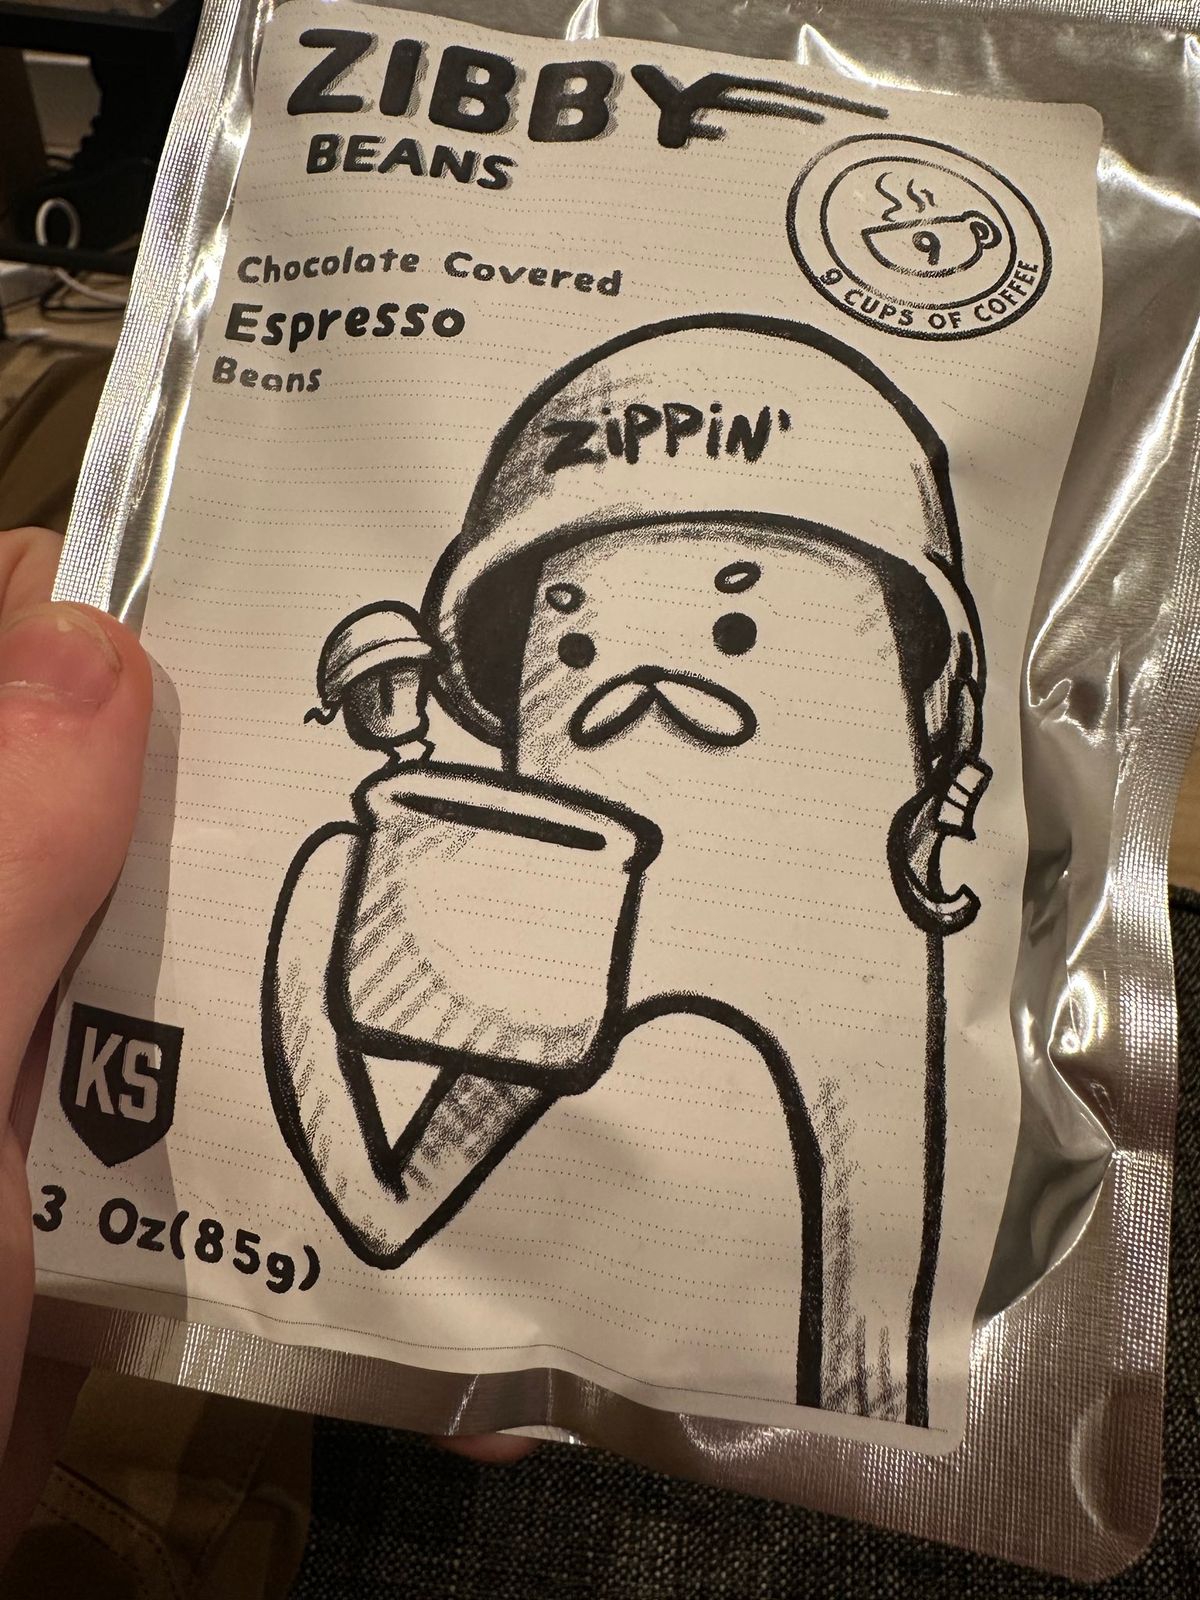 ZIBBY
BEANS
9
9 CUPS OF COFFEE
Chocolate Covered
Espresso
Beans
ZiPPiN'
KS
3 Oz(85g)